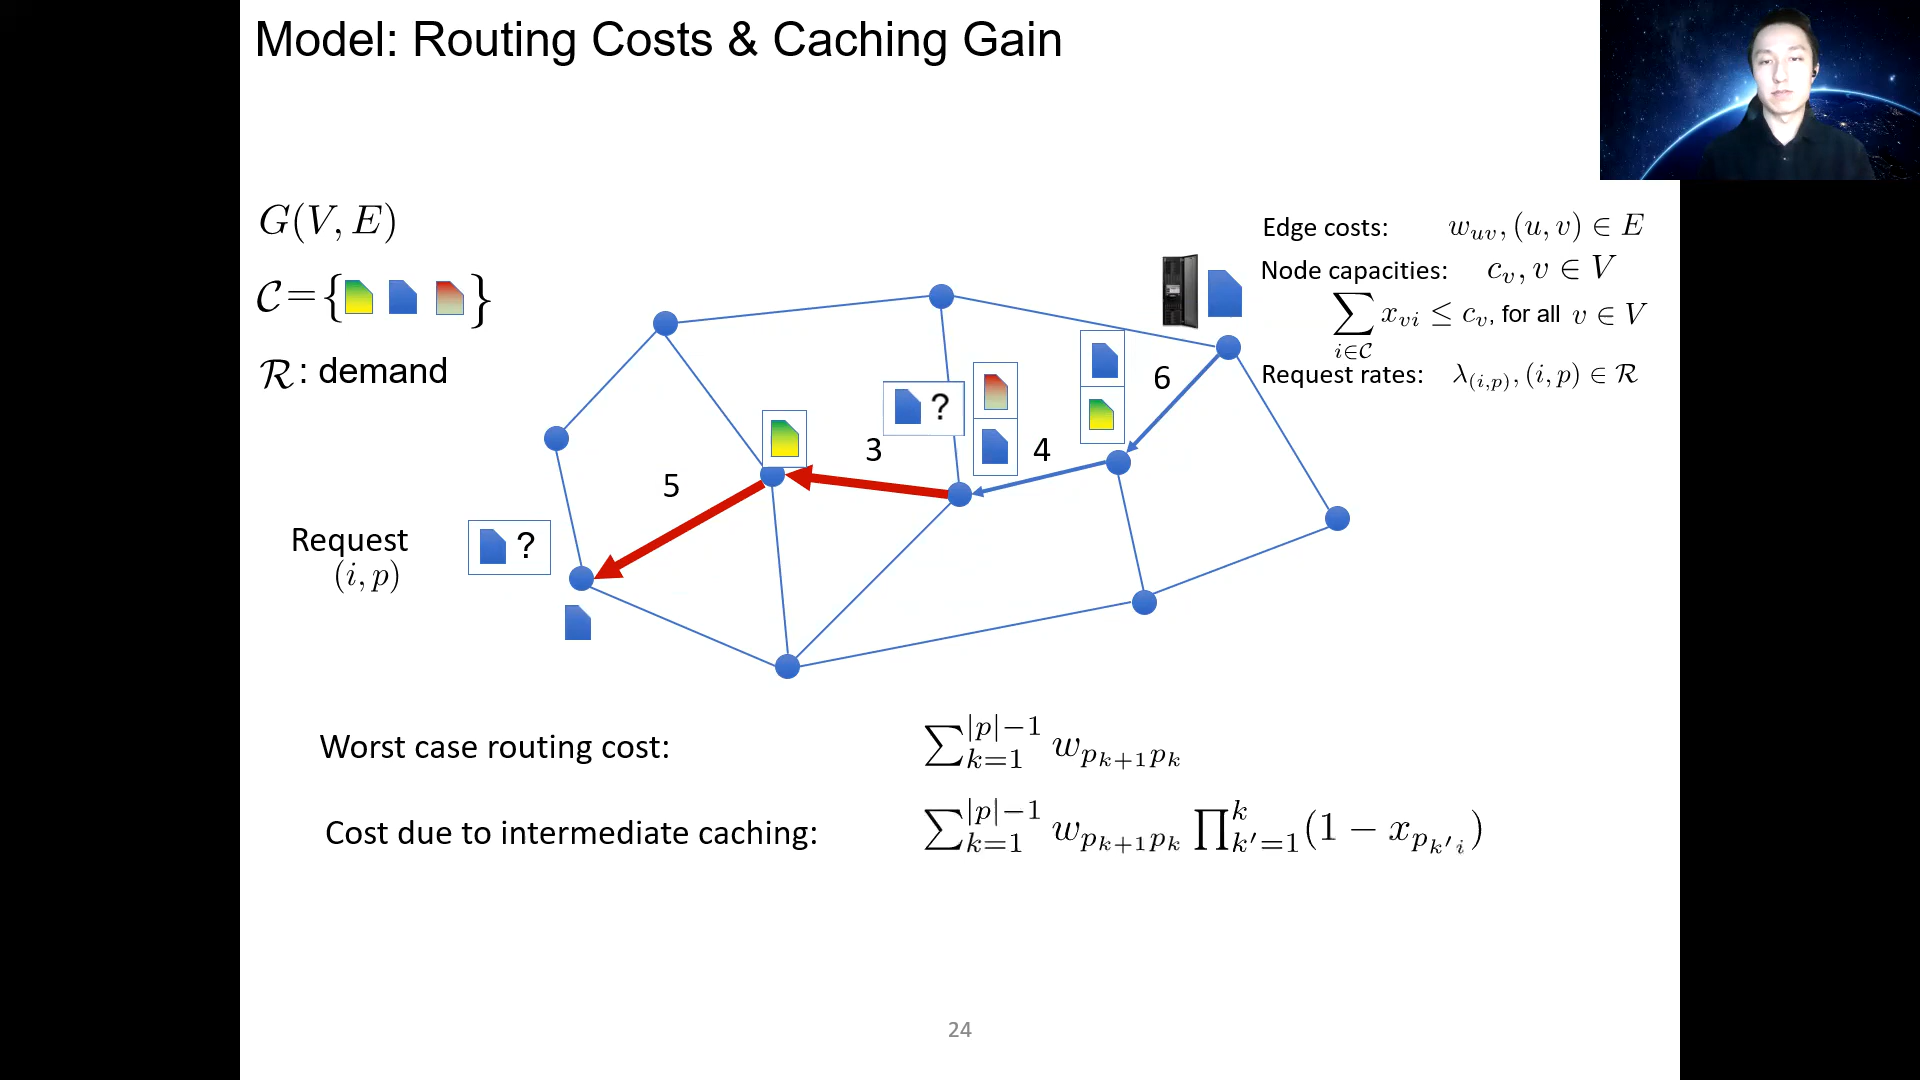 Model: Routing Costs & Caching Gain
G(V, E)
C = { }
R : demand
Edge costs: w_{uv}, (u, v) ∈ E
Node capacities: c_v, v ∈ V
∑_{i∈C} x_{vi} ≤ c_v, for all v ∈ V
Request rates: λ_{(i,p)}, (i, p) ∈ R
6
?
3
4
5
Request
(i, p)
?
Worst case routing cost: ∑_{k=1}^{|p|−1} w_{p_{k+1}p_k}
Cost due to intermediate caching: ∑_{k=1}^{|p|−1} w_{p_{k+1}p_k} ∏_{k'=1}^{k} (1 − x_{p_{k'}i})
24